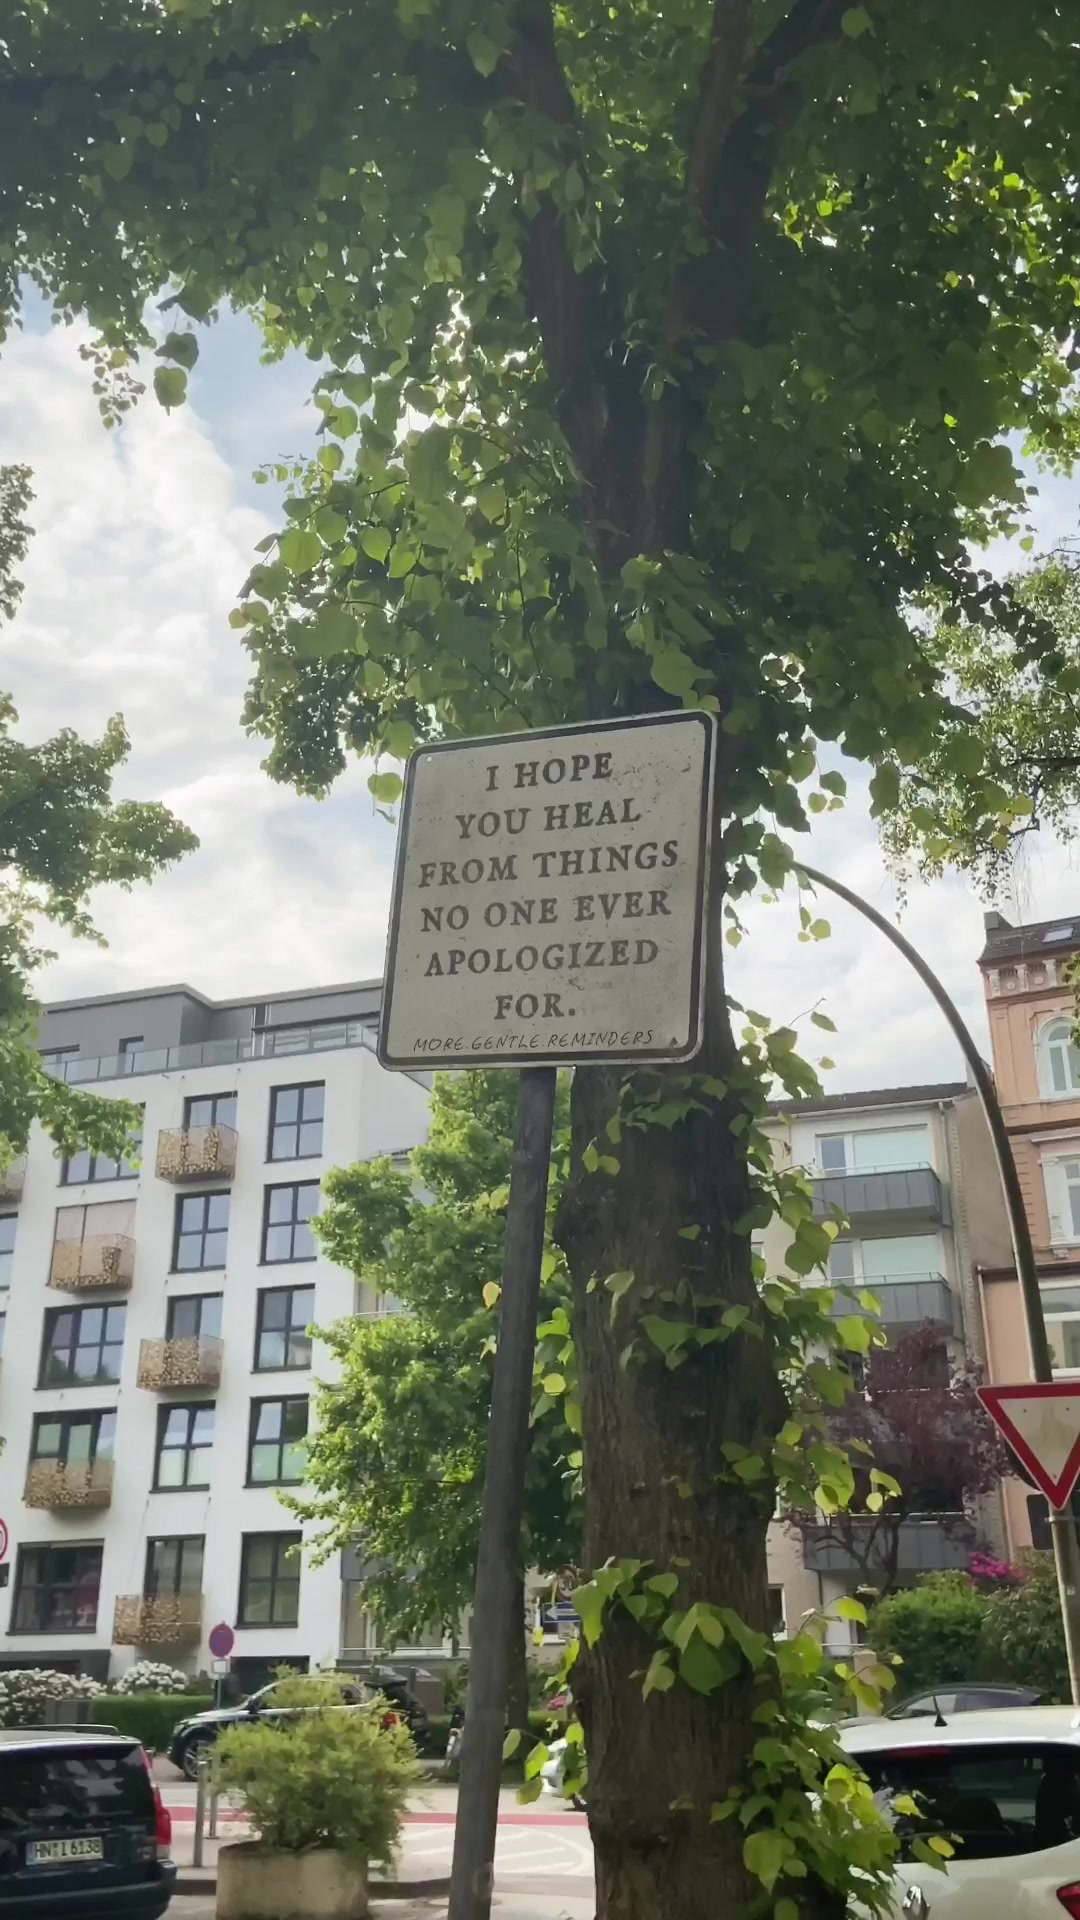 I HOPE
YOU HEAL
FROM THINGS
NO ONE EVER
APOLOGIZED
FOR.
MORE.GENTLE.REMINDERS